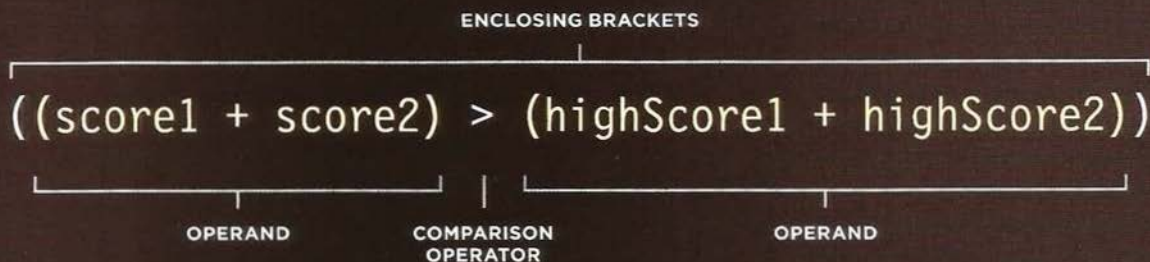 ENCLOSING BRACKETS
((score1 + score2) > (highScore1 + highScore2))
OPERAND COMPARISON OPERAND
OPERATOR